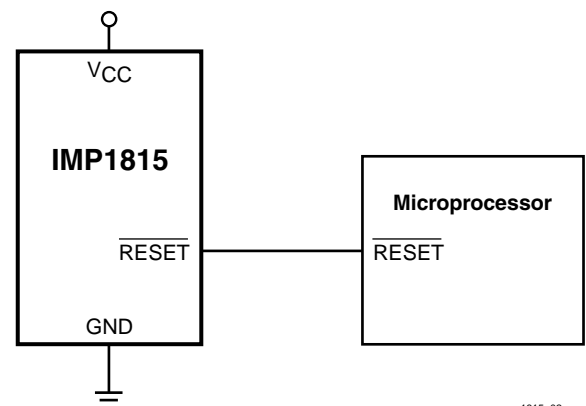 VCC
IMP1815
Microprocessor
RESET
RESET
GND